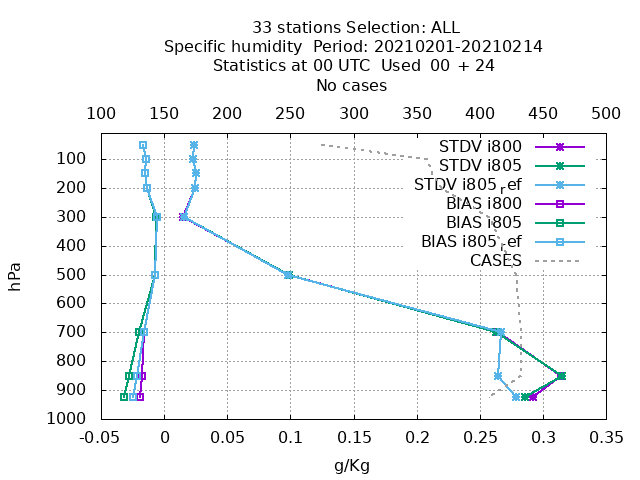 33 stations Selection: ALL
Specific humidity  Period: 20210201-20210214
Statistics at 00 UTC  Used  00 + 24
No cases
100 150 200 250 300 350 400 450 500
STDV i800
STDV i805
STDV i805ref
BIAS i800
BIAS i805
BIAS i805ref
CASES
100
200
300
400
500
600
700
800
900
1000
hPa
-0.05 0 0.05 0.1 0.15 0.2 0.25 0.3 0.35
g/Kg